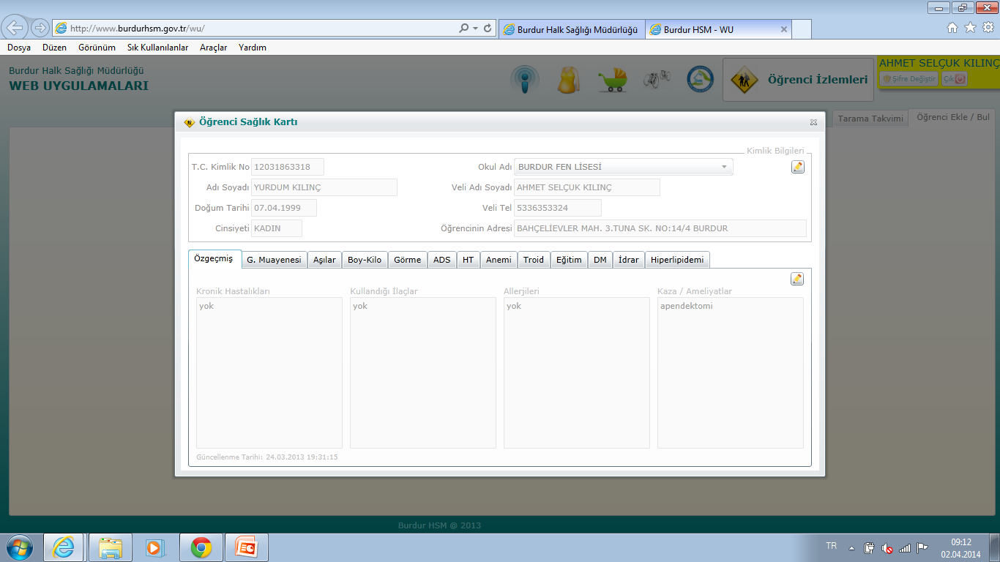 http://www.burdurhsm.gov.tr/wu/
Burdur Halk Sağlığı Müdürlüğü
Burdur HSM - WU
Dosya Düzen Görünüm Sık Kullanılanlar Araçlar Yardım
Burdur Halk Sağlığı Müdürlüğü
WEB UYGULAMALARI
Öğrenci İzlemleri
AHMET SELÇUK KILINÇ
Şifre Değiştir Çık
Tarama Takvimi Öğrenci Ekle / Bul
Öğrenci Sağlık Kartı
Kimlik Bilgileri
T.C. Kimlik No 12031863318 Okul Adı BURDUR FEN LİSESİ
Adı Soyadı YURDUM KILINÇ Veli Adı Soyadı AHMET SELÇUK KILINÇ
Doğum Tarihi 07.04.1999 Veli Tel 5336353324
Cinsiyeti KADIN Öğrencinin Adresi BAHÇELİEVLER MAH. 3.TUNA SK. NO:14/4 BURDUR
Özgeçmiş G. Muayenesi Aşılar Boy-Kilo Görme ADS HT Anemi Troid Eğitim DM İdrar Hiperlipidemi
Kronik Hastalıkları Kullandığı İlaçlar Allerjileri Kaza / Ameliyatlar
yok yok yok apendektomi
Güncellenme Tarihi: 24.03.2013 19:31:15
Burdur HSM @ 2013
TR
09:12
02.04.2014